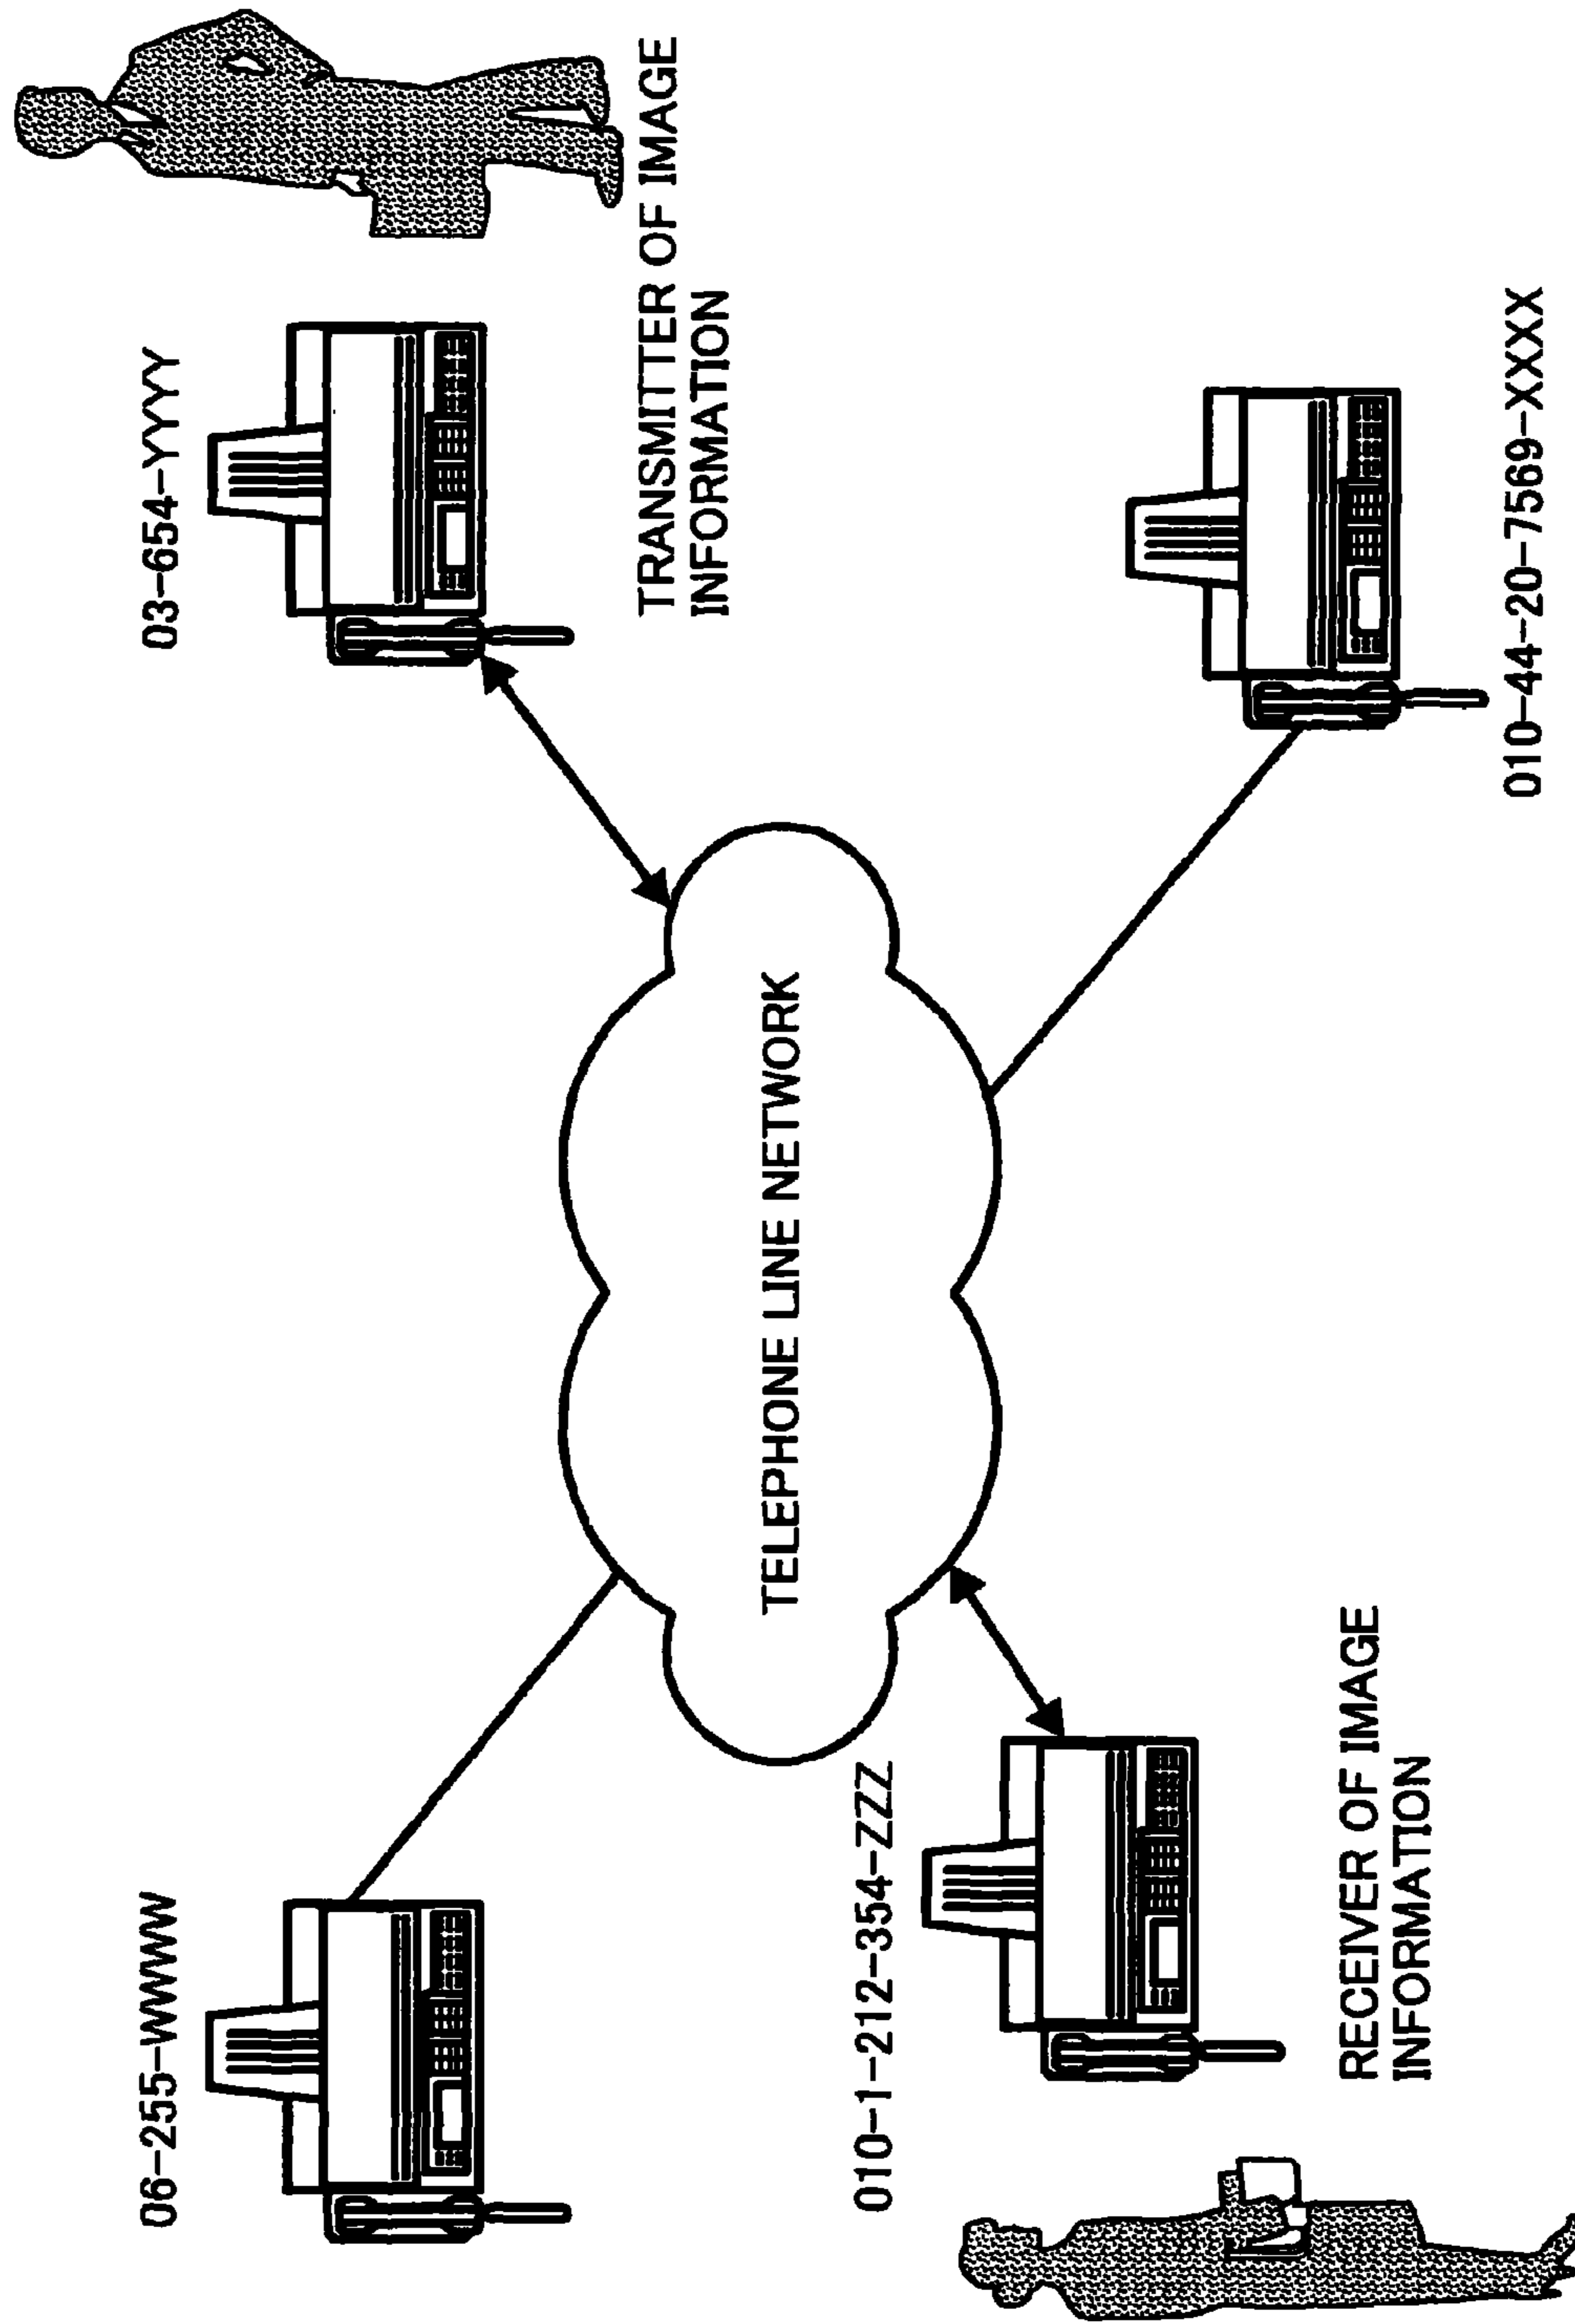 06-255-WWWW
03-654-YYYY
TRANSMITTER OF IMAGE
INFORMATION
TELEPHONE LINE NETWORK
010-1-212-354-ZZZ
RECEIVER OF IMAGE
INFORMATION
010-44-20-7569-XXXX